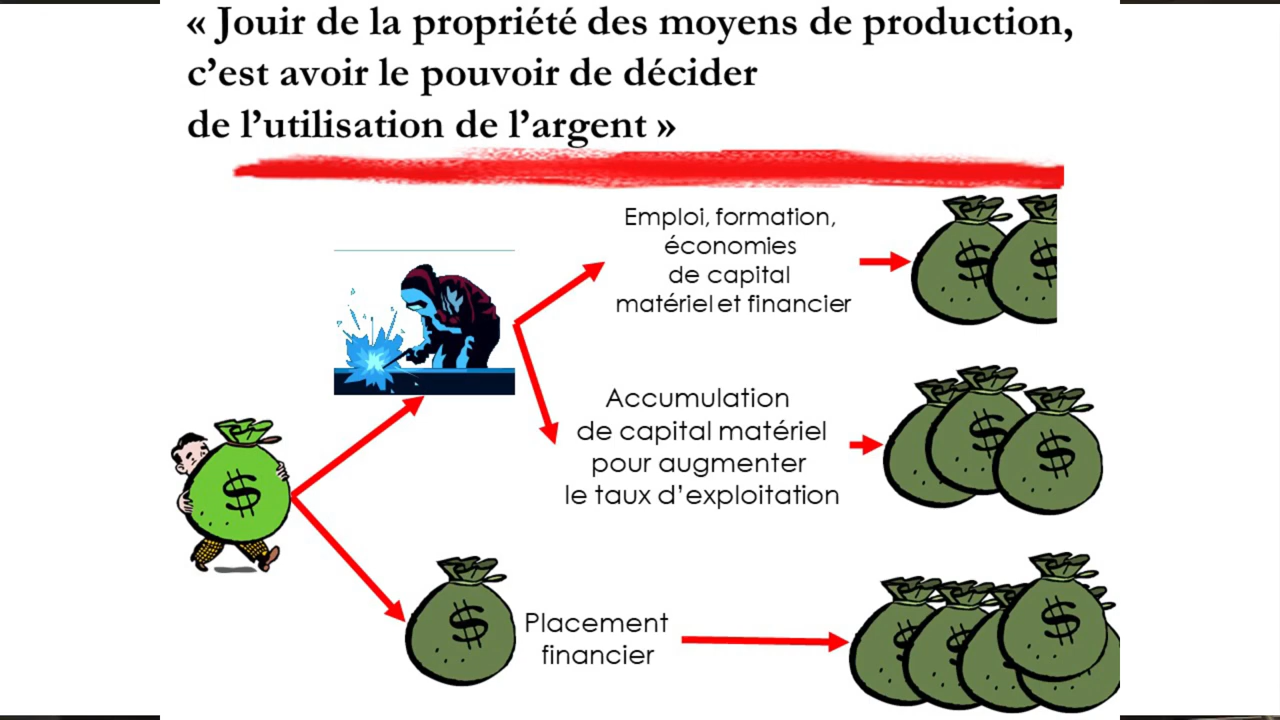 « Jouir de la propriété des moyens de production,
c’est avoir le pouvoir de décider
de l’utilisation de l’argent »
Emploi, formation,
économies
de capital
matériel et financier
$ $
Accumulation
de capital matériel
pour augmenter
le taux d’exploitation
$ $
$
$
Placement
financier
$ $ $